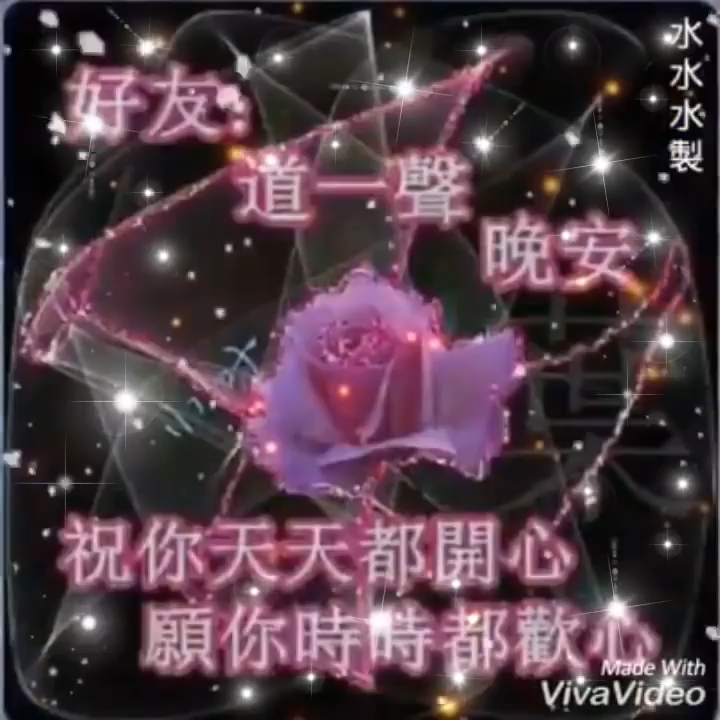 好友:
道一聲
晚安
水水水製
祝你天天都開心
願你時時都歡心
Made With
VivaVideo